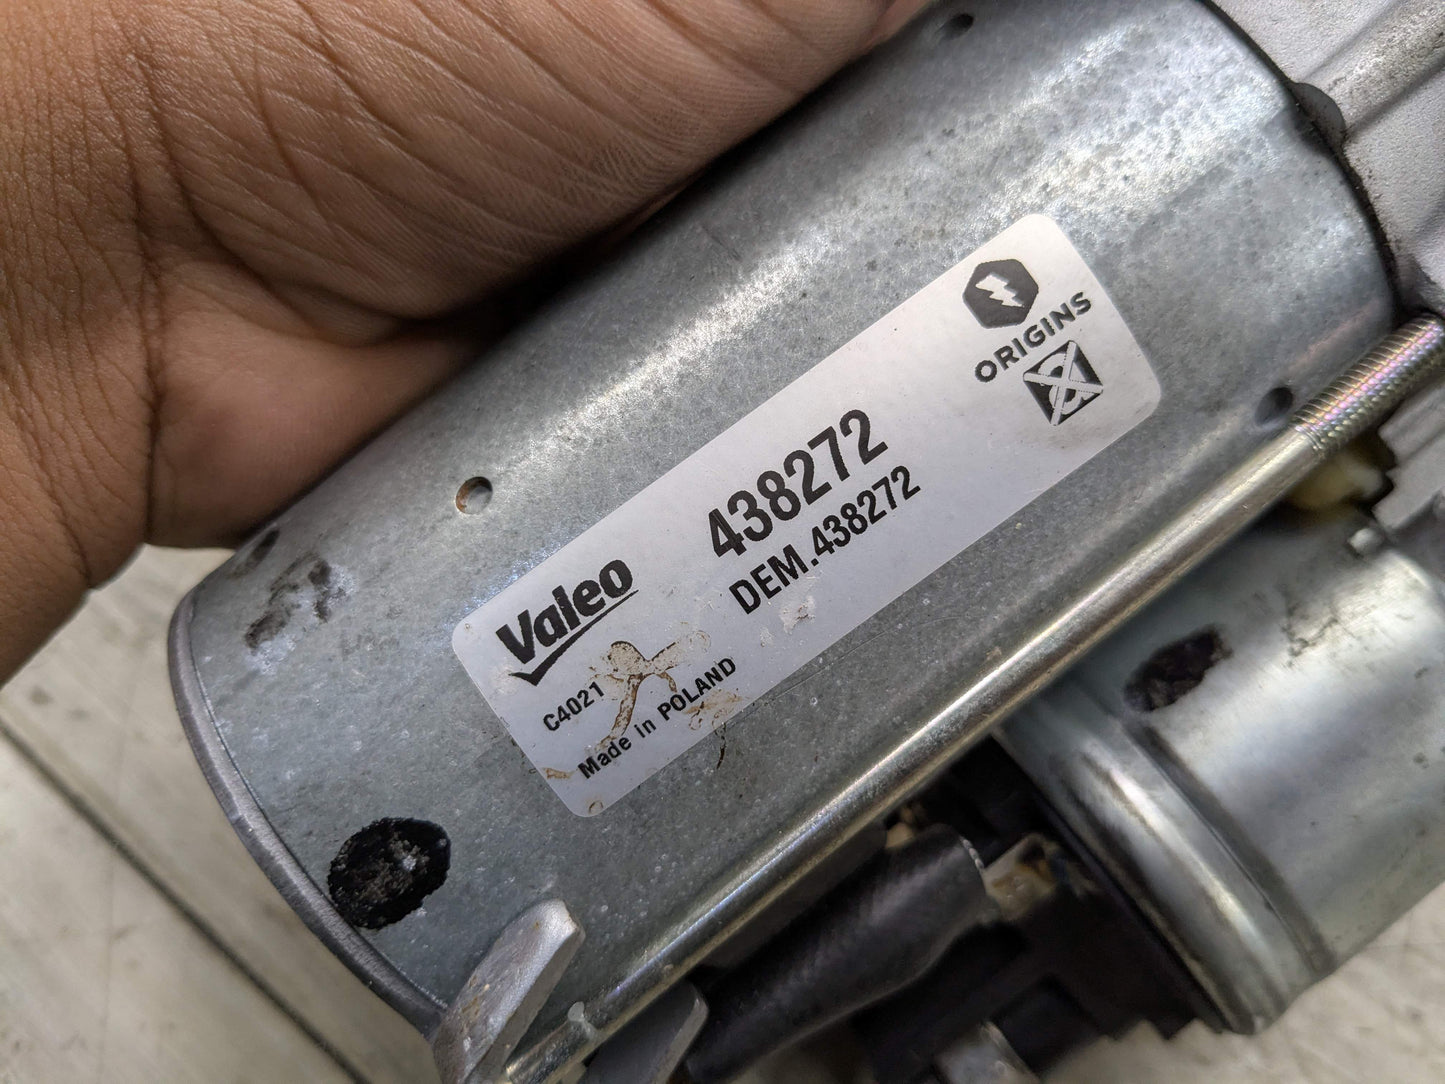 ORIGINS
438272
DEM.438272
Valeo
C4021
Made in POLAND